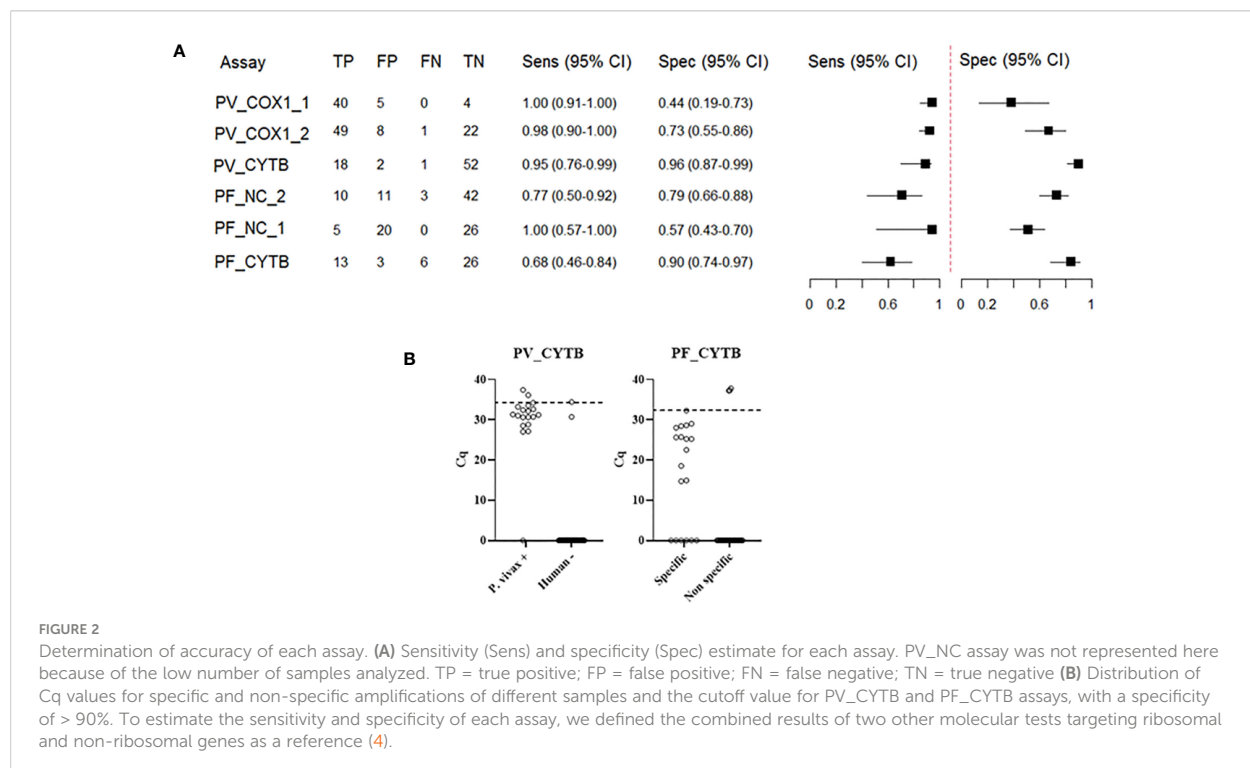 A
Assay TP FP FN TN Sens (95% CI) Spec (95% CI) Sens (95% CI) Spec (95% CI)
PV_COX1_1 40 5 0 4 1.00 (0.91-1.00) 0.44 (0.19-0.73)
PV_COX1_2 49 8 1 22 0.98 (0.90-1.00) 0.73 (0.55-0.86)
PV_CYTB 18 2 1 52 0.95 (0.76-0.99) 0.96 (0.87-0.99)
PF_NC_2 10 11 3 42 0.77 (0.50-0.92) 0.79 (0.66-0.88)
PF_NC_1 5 20 0 26 1.00 (0.57-1.00) 0.57 (0.43-0.70)
PF_CYTB 13 3 6 26 0.68 (0.46-0.84) 0.90 (0.74-0.97)
0 0.2 0.6 1 0 0.2 0.6 1
B
PV_CYTB PF_CYTB
40 40
30 30
Cq Cq
20 20
10 10
0 0
P. vivax + Human - Specific Non specific
FIGURE 2
Determination of accuracy of each assay. (A) Sensitivity (Sens) and specificity (Spec) estimate for each assay. PV_NC assay was not represented here
because of the low number of samples analyzed. TP = true positive; FP = false positive; FN = false negative; TN = true negative (B) Distribution of
Cq values for specific and non-specific amplifications of different samples and the cutoff value for PV_CYTB and PF_CYTB assays, with a specificity
of > 90%. To estimate the sensitivity and specificity of each assay, we defined the combined results of two other molecular tests targeting ribosomal
and non-ribosomal genes as a reference (4).